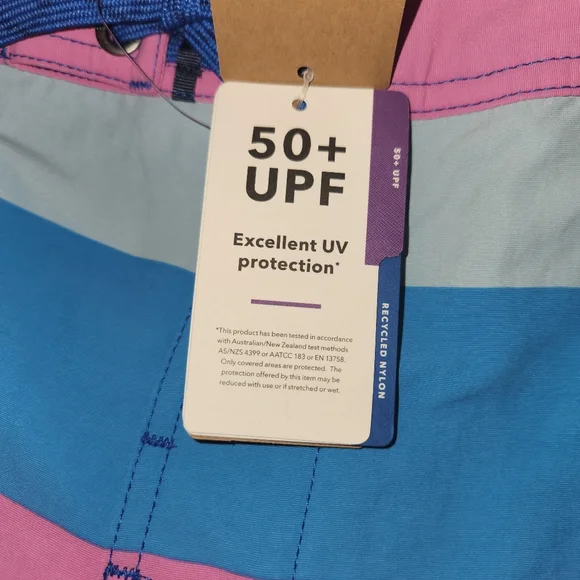 50+
UPF
Excellent UV
protection*
*This product has been tested in accordance
with Australian/New Zealand test methods
AS/NZS 4399 or AATCC 183 or EN 13758.
Only covered areas are protected. The
protection offered by this item may be
reduced with use or if stretched or wet.
50+ UPF
RECYCLED NYLON